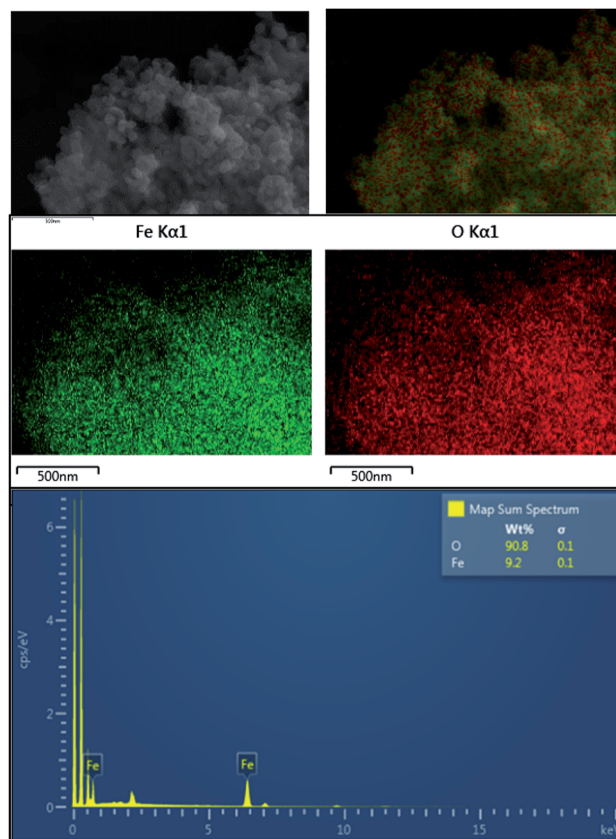 500nm
Fe Kα1
O Kα1
500nm
500nm
Map Sum Spectrum
Wt% σ
O 90.8 0.1
Fe 9.2 0.1
cps/eV
6
4
2
0
Fe
Fe
0 5 10 15